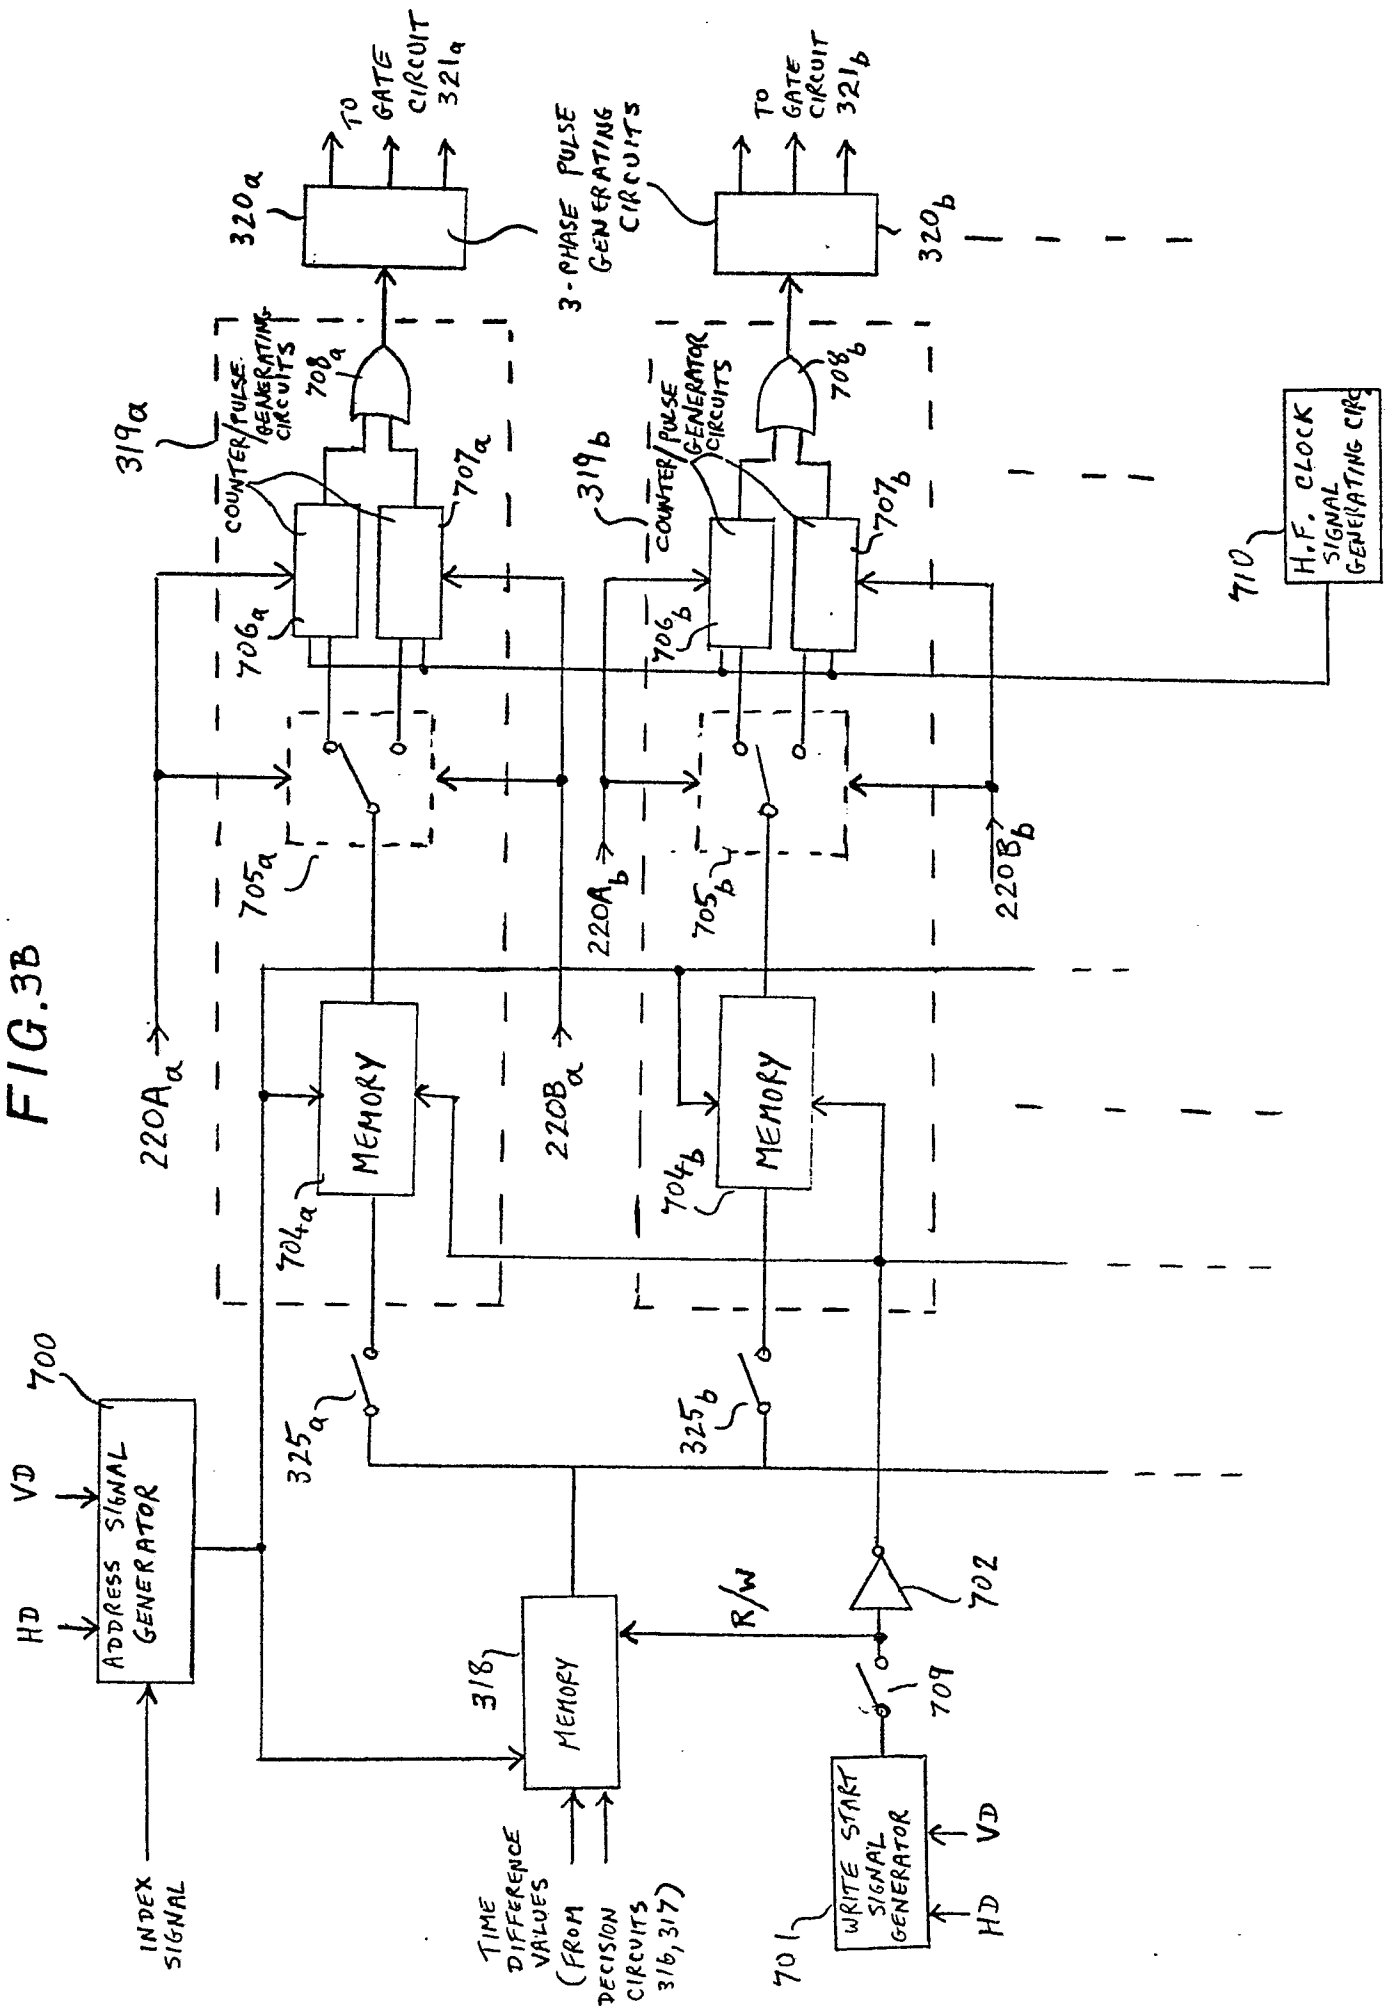 FIG. 3B
INDEX
SIGNAL
HD
VD
ADDRESS SIGNAL
GENERATOR
700
220Aa
319a
COUNTER/PULSE
GENERATING
CIRCUITS
320a
TO
GATE
CIRCUIT
321a
325a
704a
MEMORY
705a
706a
707a
708a
3-PHASE PULSE
GENERATING
CIRCUITS
220Ba
TIME
DIFFERENCE
VALUES
(FROM
DECISION
CIRCUITS
316, 317)
318
MEMORY
R/W
325b
704b
MEMORY
220Ab
705b
319b
COUNTER/PULSE
GENERATOR
CIRCUITS
706b
707b
708b
320b
TO
GATE
CIRCUIT
321b
220Bb
701
WRITE START
SIGNAL
GENERATOR
HD
VD
709
702
710
H.F. CLOCK
SIGNAL
GENERATING CIRC.